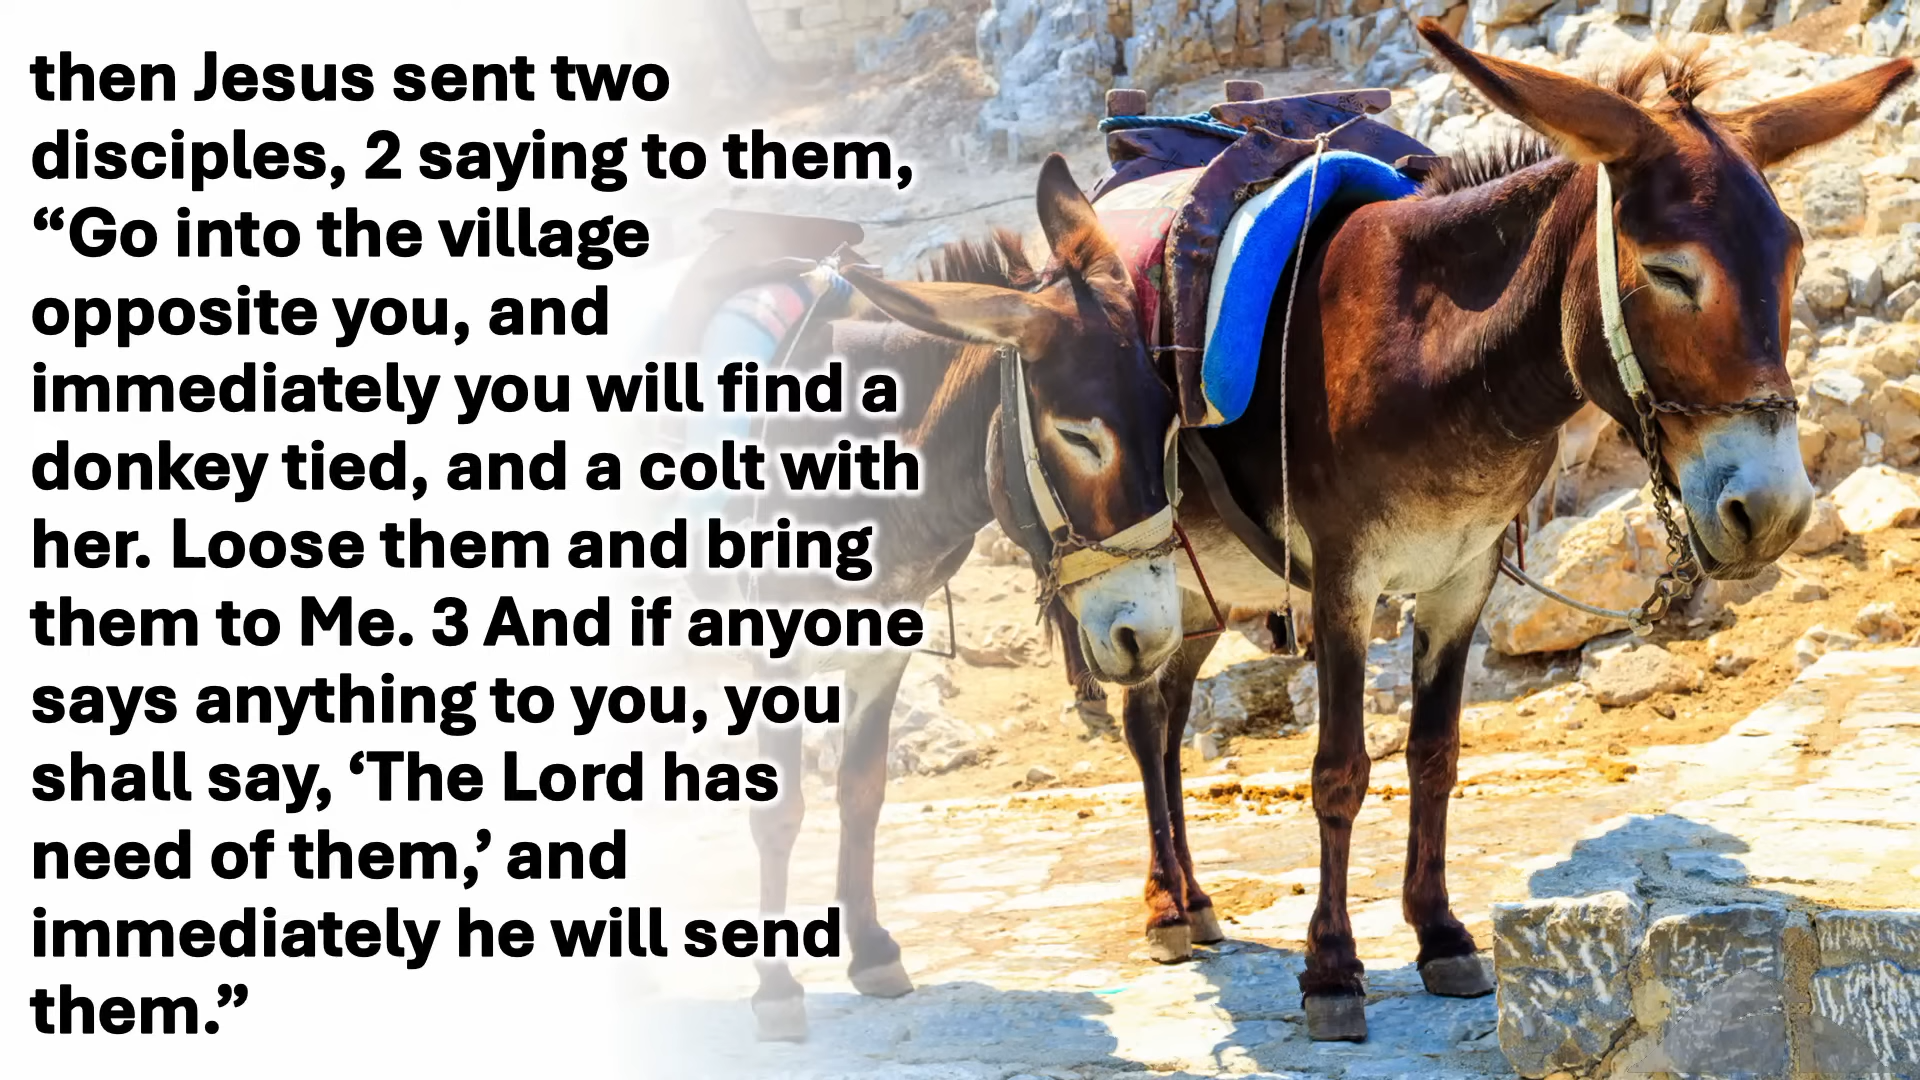 then Jesus sent two
disciples, 2 saying to them,
“Go into the village
opposite you, and
immediately you will find a
donkey tied, and a colt with
her. Loose them and bring
them to Me. 3 And if anyone
says anything to you, you
shall say, ‘The Lord has
need of them,’ and
immediately he will send
them.”